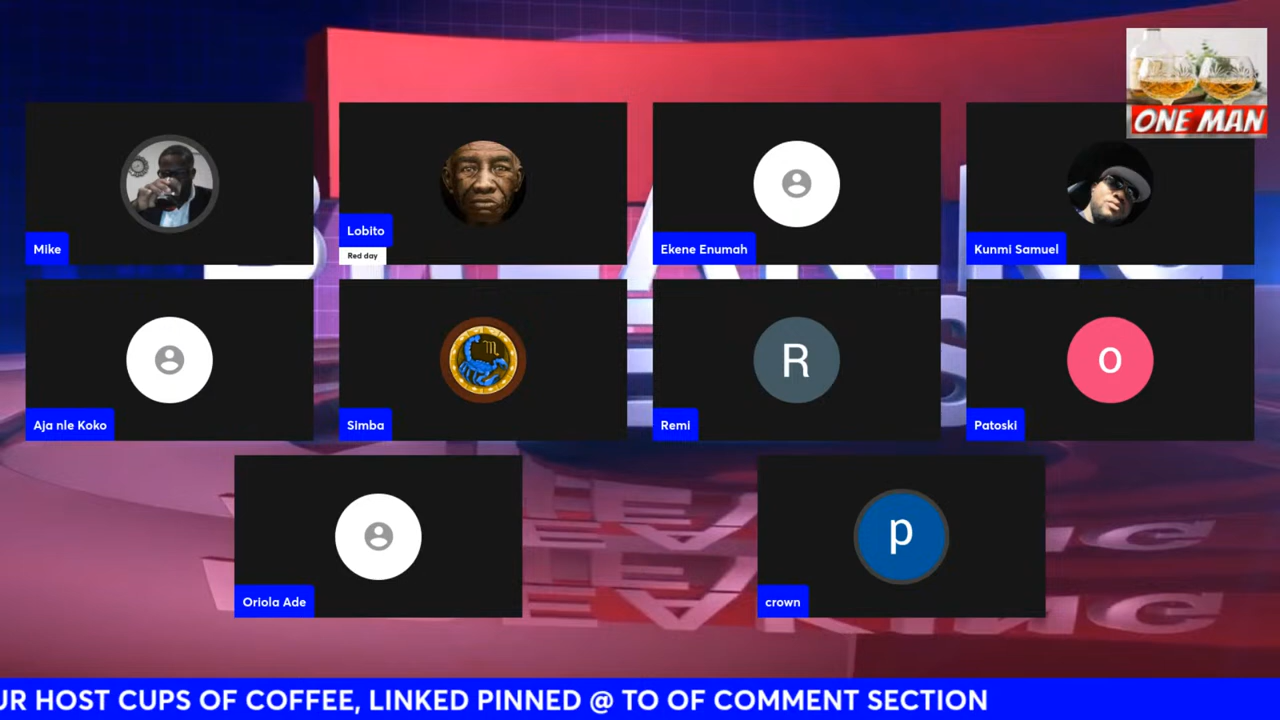 ONE MAN
Mike
Lobito
Red day
Ekene Enumah
Kunmi Samuel
Aja nle Koko
Simba
R
Remi
o
Patoski
Oriola Ade
p
crown
UR HOST CUPS OF COFFEE, LINKED PINNED @ TO OF COMMENT SECTION